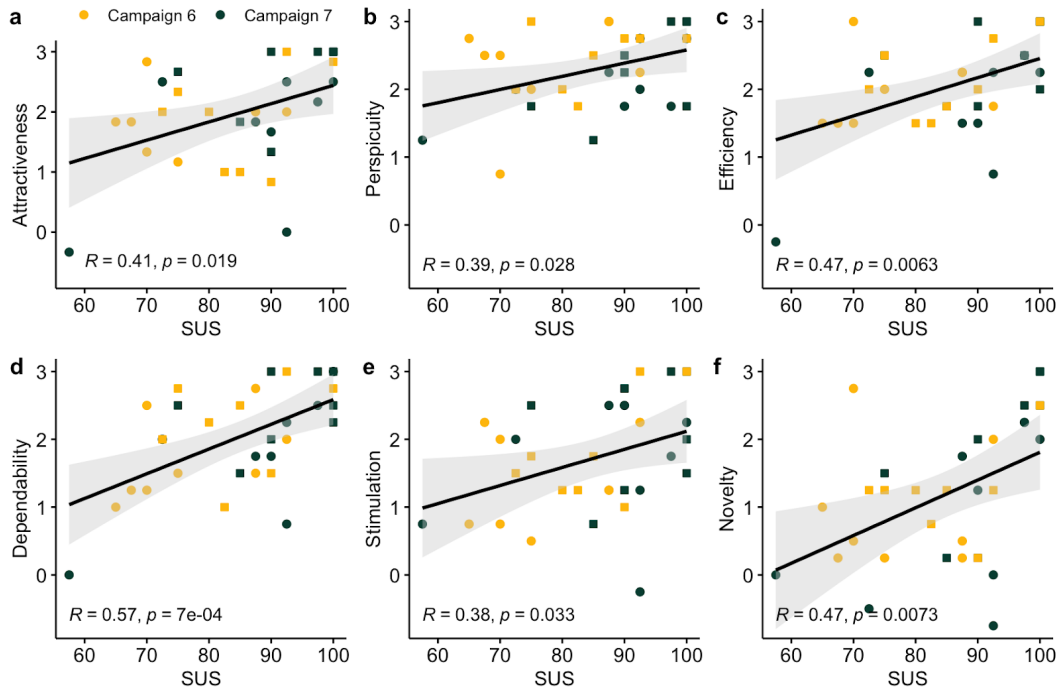 a Campaign 6 Campaign 7 b c
3 3 3
2 2 2
1 1 1
0 0 0
Attractiveness Perspicuity Efficiency
R = 0.41, p = 0.019 R = 0.39, p = 0.028 R = 0.47, p = 0.0063
60 70 80 90 100 60 70 80 90 100 60 70 80 90 100
SUS SUS SUS
d e f
3 3 3
2 2 2
1 1 1
0 0 0
Dependability Stimulation Novelty
R = 0.57, p = 7e-04 R = 0.38, p = 0.033 R = 0.47, p = 0.0073
60 70 80 90 100 60 70 80 90 100 60 70 80 90 100
SUS SUS SUS